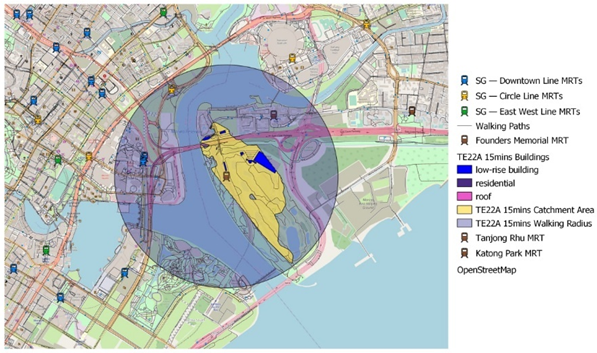 SG — Downtown Line MRTs
SG — Circle Line MRTs
SG — East West Line MRTs
Walking Paths
Founders Memorial MRT
TE22A 15mins Buildings
low-rise building
residential
roof
TE22A 15mins Catchment Area
TE22A 15mins Walking Radius
Tanjong Rhu MRT
Katong Park MRT
OpenStreetMap